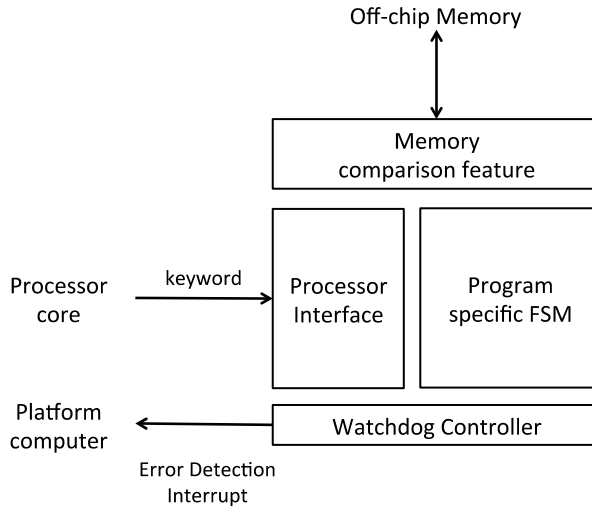 Off-chip Memory
Memory
comparison feature
keyword
Processor
core
Processor
Interface
Program
specific FSM
Platform
computer
Watchdog Controller
Error Detection
Interrupt